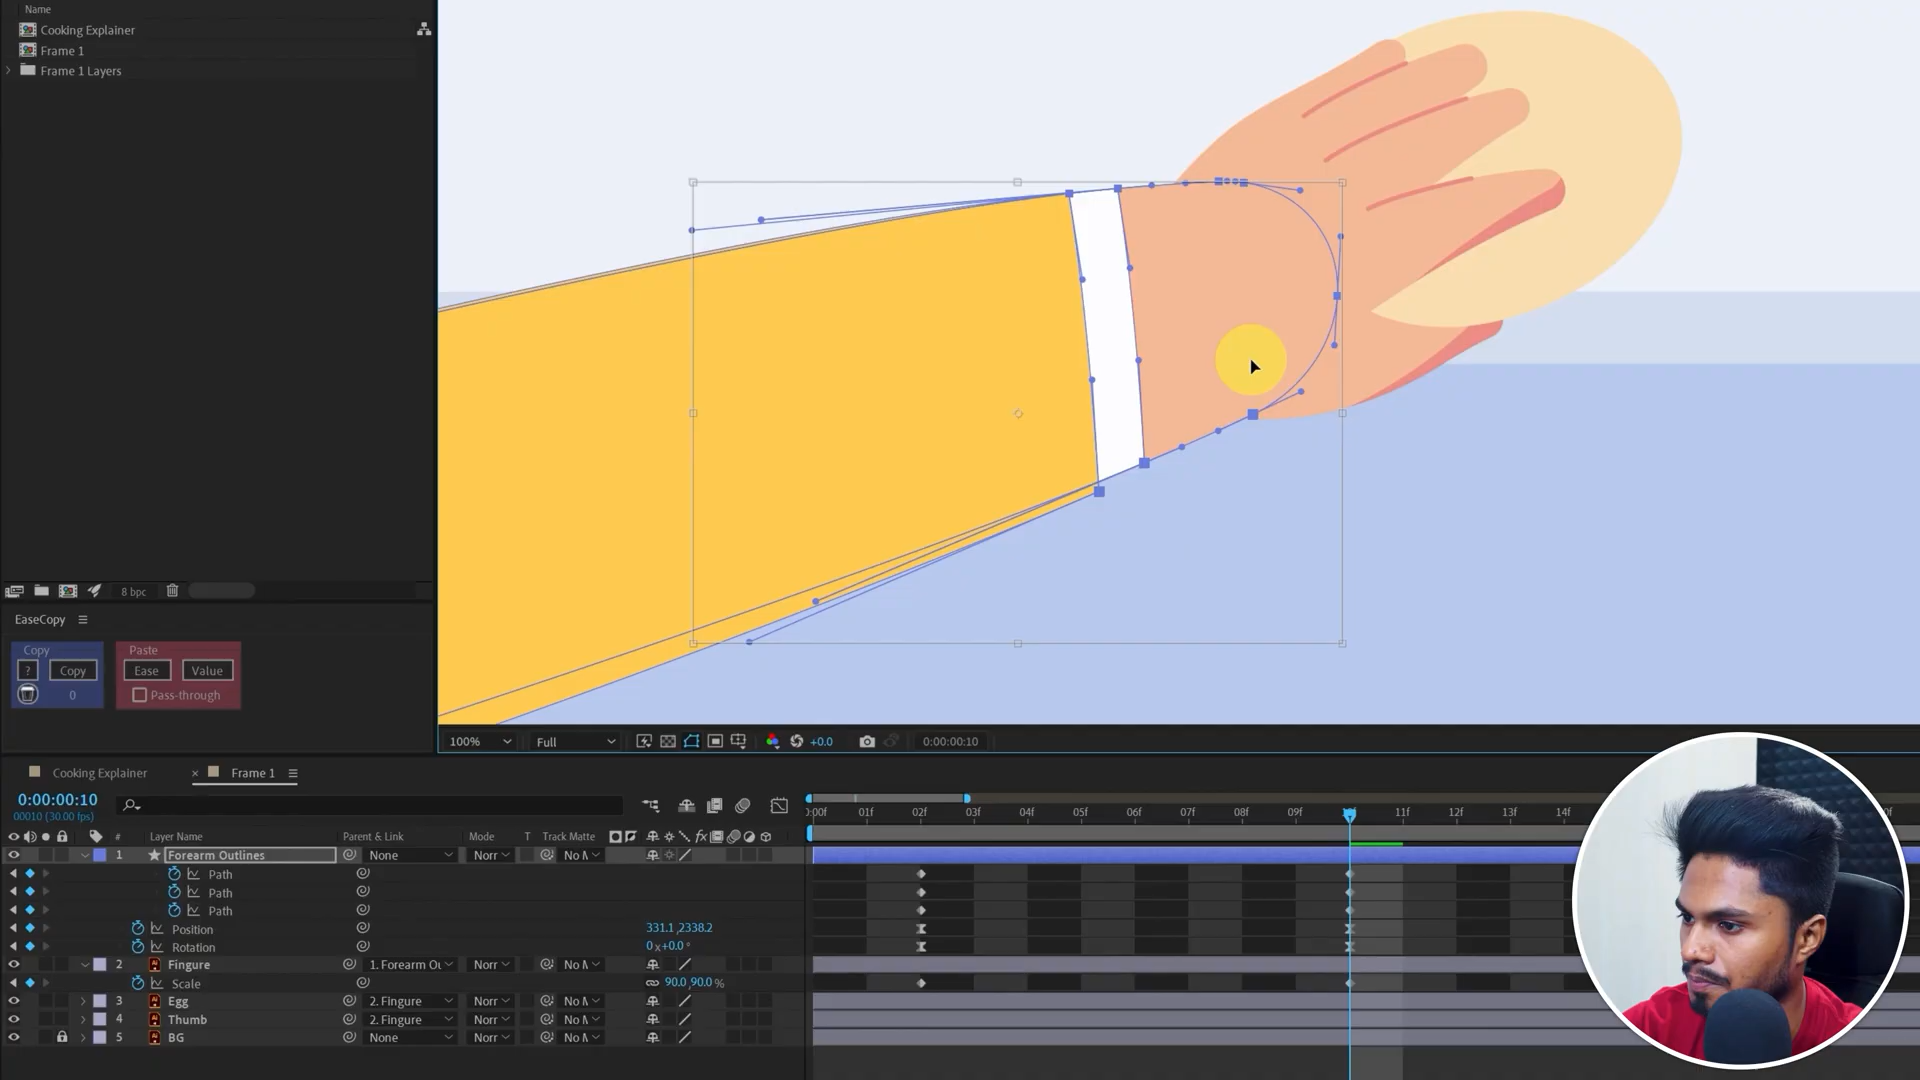 Name
Cooking Explainer
Frame 1
Frame 1 Layers
8 bpc
EaseCopy
Copy
Paste
? Copy Ease Value
0 Pass-through
100% Full +0.0 0:00:00:10
Cooking Explainer × Frame 1
0:00:00:10
00010 (30.00 fps)
:00f 01f 02f 03f 04f 05f 06f 07f 08f 09f 11f 12f 13f 14f
# Layer Name Parent & Link Mode T Track Matte fx
1 Forearm Outlines None Norr No M
Path
Path
Path
Position 331.1,2338.2
Rotation 0x+0.0°
2 Fingure 1. Forearm Ou Norr No M
Scale 90.0,90.0%
3 Egg 2. Fingure Norr No M
4 Thumb 2. Fingure Norr No M
5 BG None Norr No M